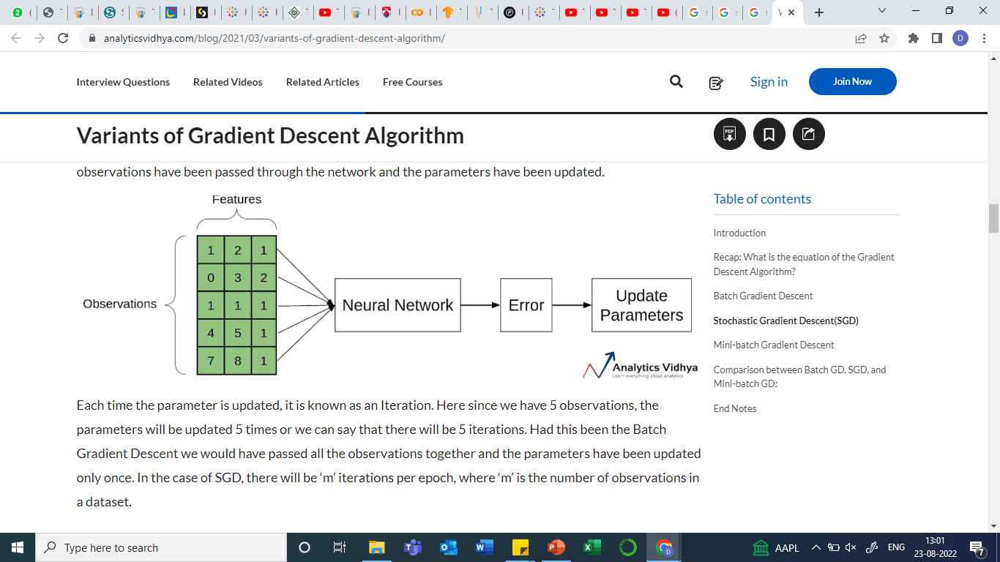 analyticsvidhya.com/blog/2021/03/variants-of-gradient-descent-algorithm/
D
Interview Questions Related Videos Related Articles Free Courses
Sign in
Join Now
Variants of Gradient Descent Algorithm
PDF
observations have been passed through the network and the parameters have been updated.
Features
Observations
1 2 1
0 3 2
1 1 1
4 5 1
7 8 1
Neural Network
Error
Update
Parameters
Analytics Vidhya
Learn everything about analytics
Each time the parameter is updated, it is known as an Iteration. Here since we have 5 observations, the
parameters will be updated 5 times or we can say that there will be 5 iterations. Had this been the Batch
Gradient Descent we would have passed all the observations together and the parameters have been updated
only once. In the case of SGD, there will be ‘m’ iterations per epoch, where ‘m’ is the number of observations in
a dataset.
Table of contents
Introduction
Recap: What is the equation of the Gradient
Descent Algorithm?
Batch Gradient Descent
Stochastic Gradient Descent(SGD)
Mini-batch Gradient Descent
Comparison between Batch GD, SGD, and
Mini-batch GD:
End Notes
Type here to search
AAPL
ENG
13:01
23-08-2022
7